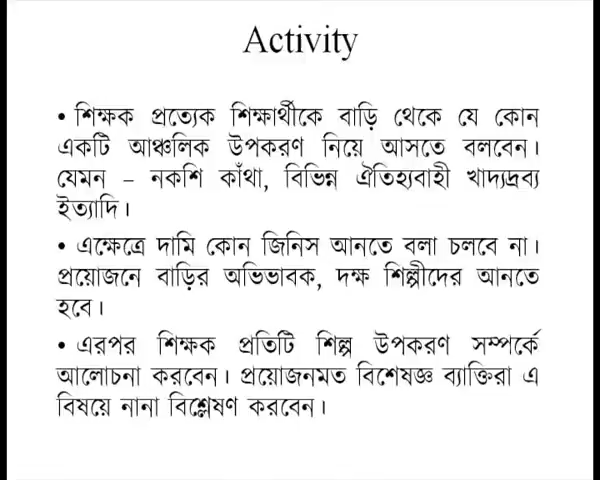 Activity
• শিক্ষক প্রত্যেক শিক্ষার্থীকে বাড়ি থেকে যে কোন
একটি আঞ্চলিক উপকরণ নিয়ে আসতে বলবেন।
যেমন – নকশি কাঁথা, বিভিন্ন ঐতিহ্যবাহী খাদ্যদ্রব্য
ইত্যাদি।
• এক্ষেত্রে দামি কোন জিনিস আনতে বলা চলবে না।
প্রয়োজনে বাড়ির অভিভাবক, দক্ষ শিল্পীদের আনতে
হবে।
• এরপর শিক্ষক প্রতিটি শিল্প উপকরণ সম্পর্কে
আলোচনা করবেন। প্রয়োজনমত বিশেষজ্ঞ ব্যাক্তিরা এ
বিষয়ে নানা বিশ্লেষণ করবেন।